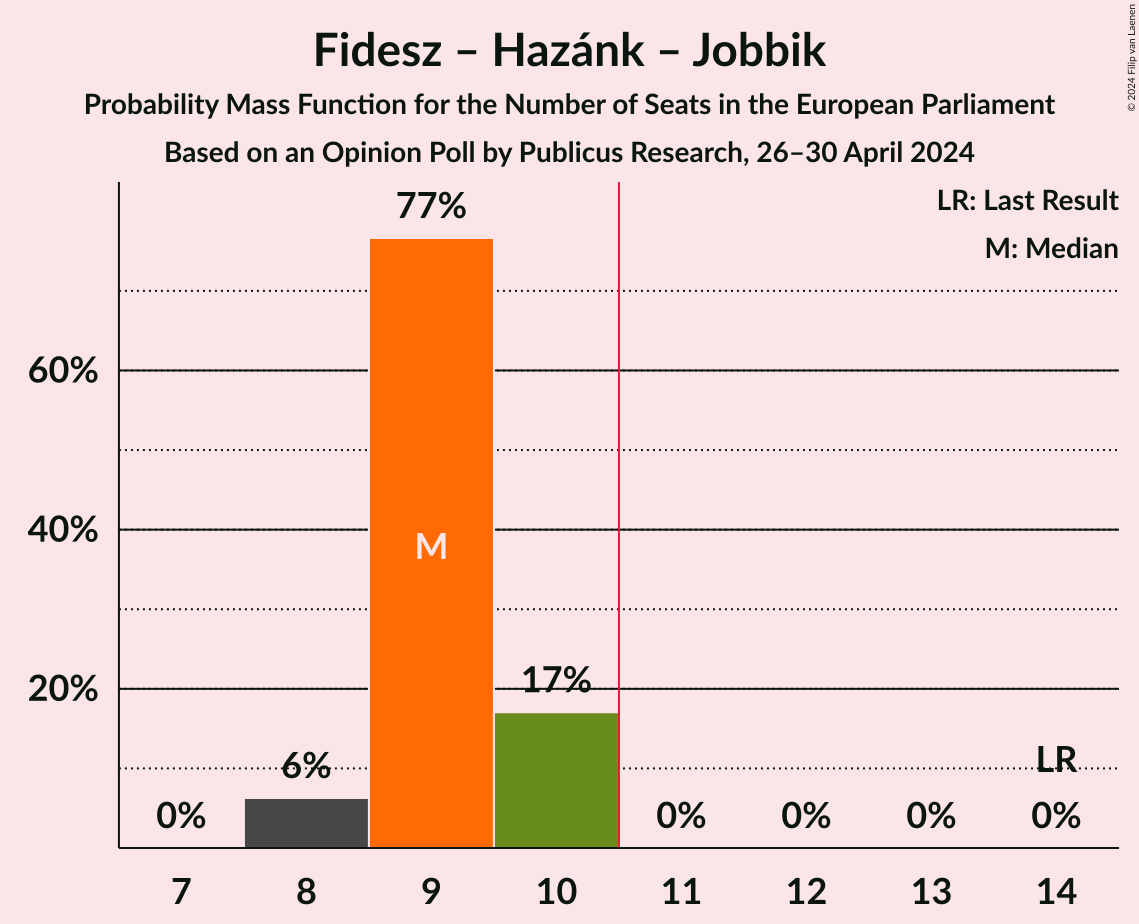 Fidesz – Hazánk – Jobbik
Probability Mass Function for the Number of Seats in the European Parliament
Based on an Opinion Poll by Publicus Research, 26–30 April 2024
© 2024 Filip van Laenen
LR: Last Result
M: Median
77%
60%
40%
M
20%
17%
6%
LR
0%
0%
0%
0%
0%
7
8
9
10
11
12
13
14